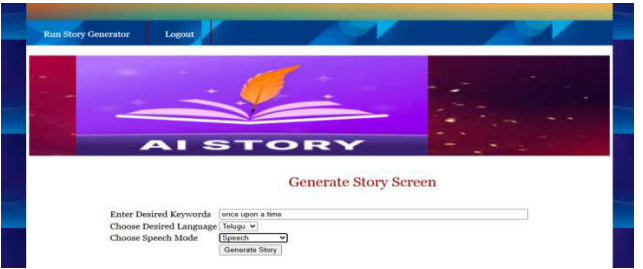 Run Story Generator Logout
AI STORY
Generate Story Screen
Enter Desired Keywords once upon a time
Choose Desired Language Telugu
Choose Speech Mode Speech
Generate Story